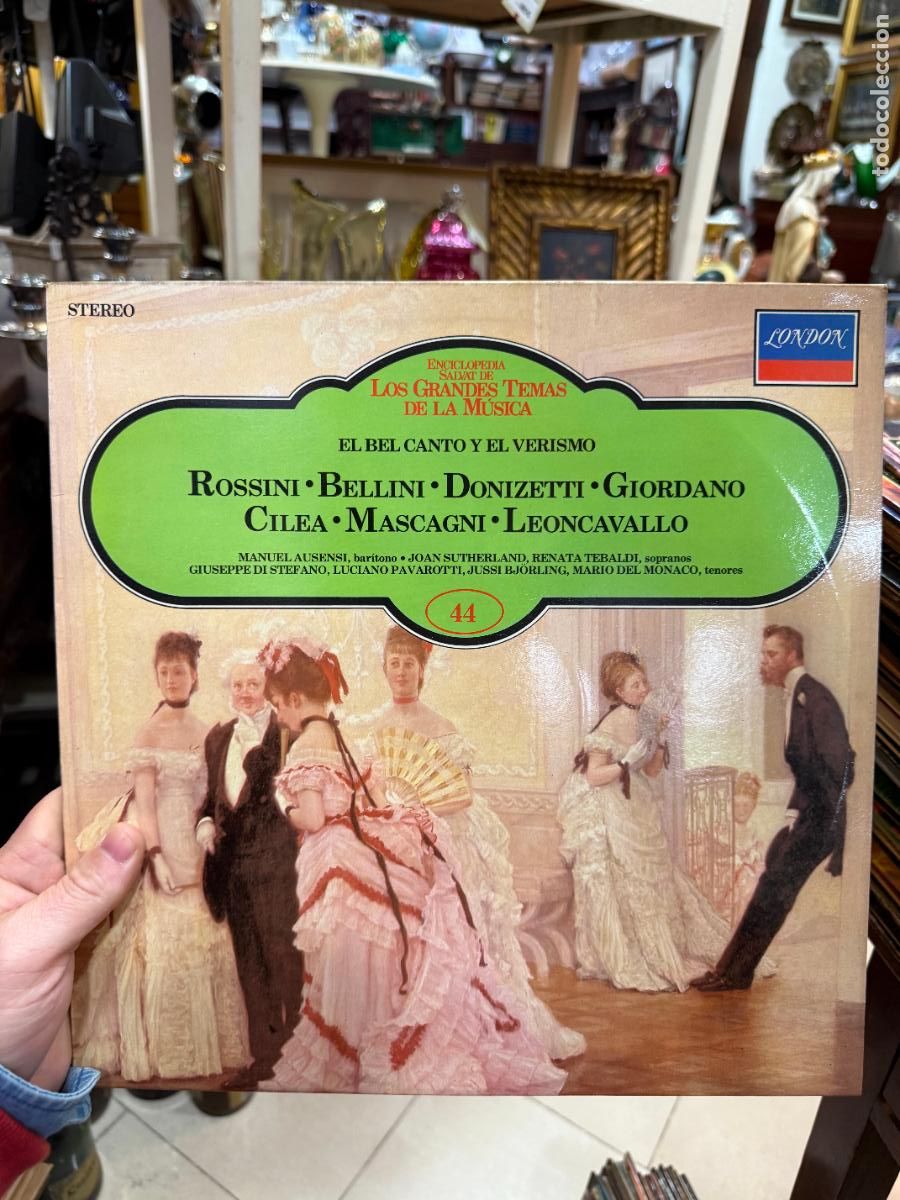 STEREO
LONDON
ENCICLOPEDIA
SALVAT DE
LOS GRANDES TEMAS
DE LA MÚSICA
EL BEL CANTO Y EL VERISMO
ROSSINI • BELLINI • DONIZETTI • GIORDANO
CILEA • MASCAGNI • LEONCAVALLO
MANUEL AUSENSI, barítono • JOAN SUTHERLAND, RENATA TEBALDI, sopranos
GIUSEPPE DI STEFANO, LUCIANO PAVAROTTI, JUSSI BJÖRLING, MARIO DEL MONACO, tenores
44
todocoleccion